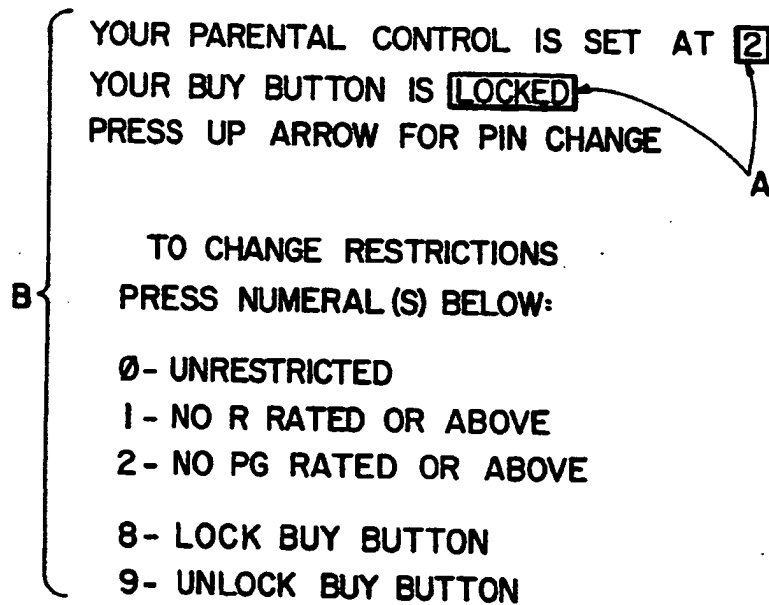 YOUR PARENTAL CONTROL IS SET AT 2
YOUR BUY BUTTON IS LOCKED
PRESS UP ARROW FOR PIN CHANGE
A
TO CHANGE RESTRICTIONS
B PRESS NUMERAL(S) BELOW:
Ø- UNRESTRICTED
1- NO R RATED OR ABOVE
2- NO PG RATED OR ABOVE
8- LOCK BUY BUTTON
9- UNLOCK BUY BUTTON